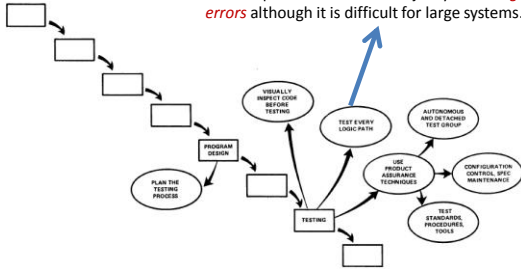 errors although it is difficult for large systems.
VISUALLY
INSPECT CODE
BEFORE
TESTING
TEST EVERY
LOGIC PATH
AUTONOMOUS
AND DETACHED
TEST GROUP
PROGRAM
DESIGN
USE
PRODUCT
ASSURANCE
TECHNIQUES
CONFIGURATION
CONTROL, SPEC
MAINTENANCE
PLAN THE
TESTING
PROCESS
TESTING
TEST
STANDARDS,
PROCEDURES,
TOOLS